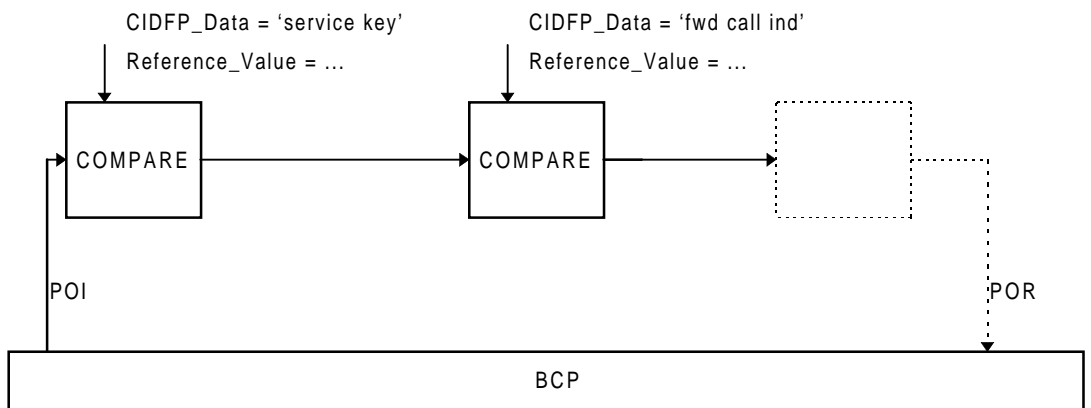 CIDFP_Data = ‘service key’
Reference_Value = ...
CIDFP_Data = ‘fwd call ind’
Reference_Value = ...
COMPARE
COMPARE
POI
POR
BCP